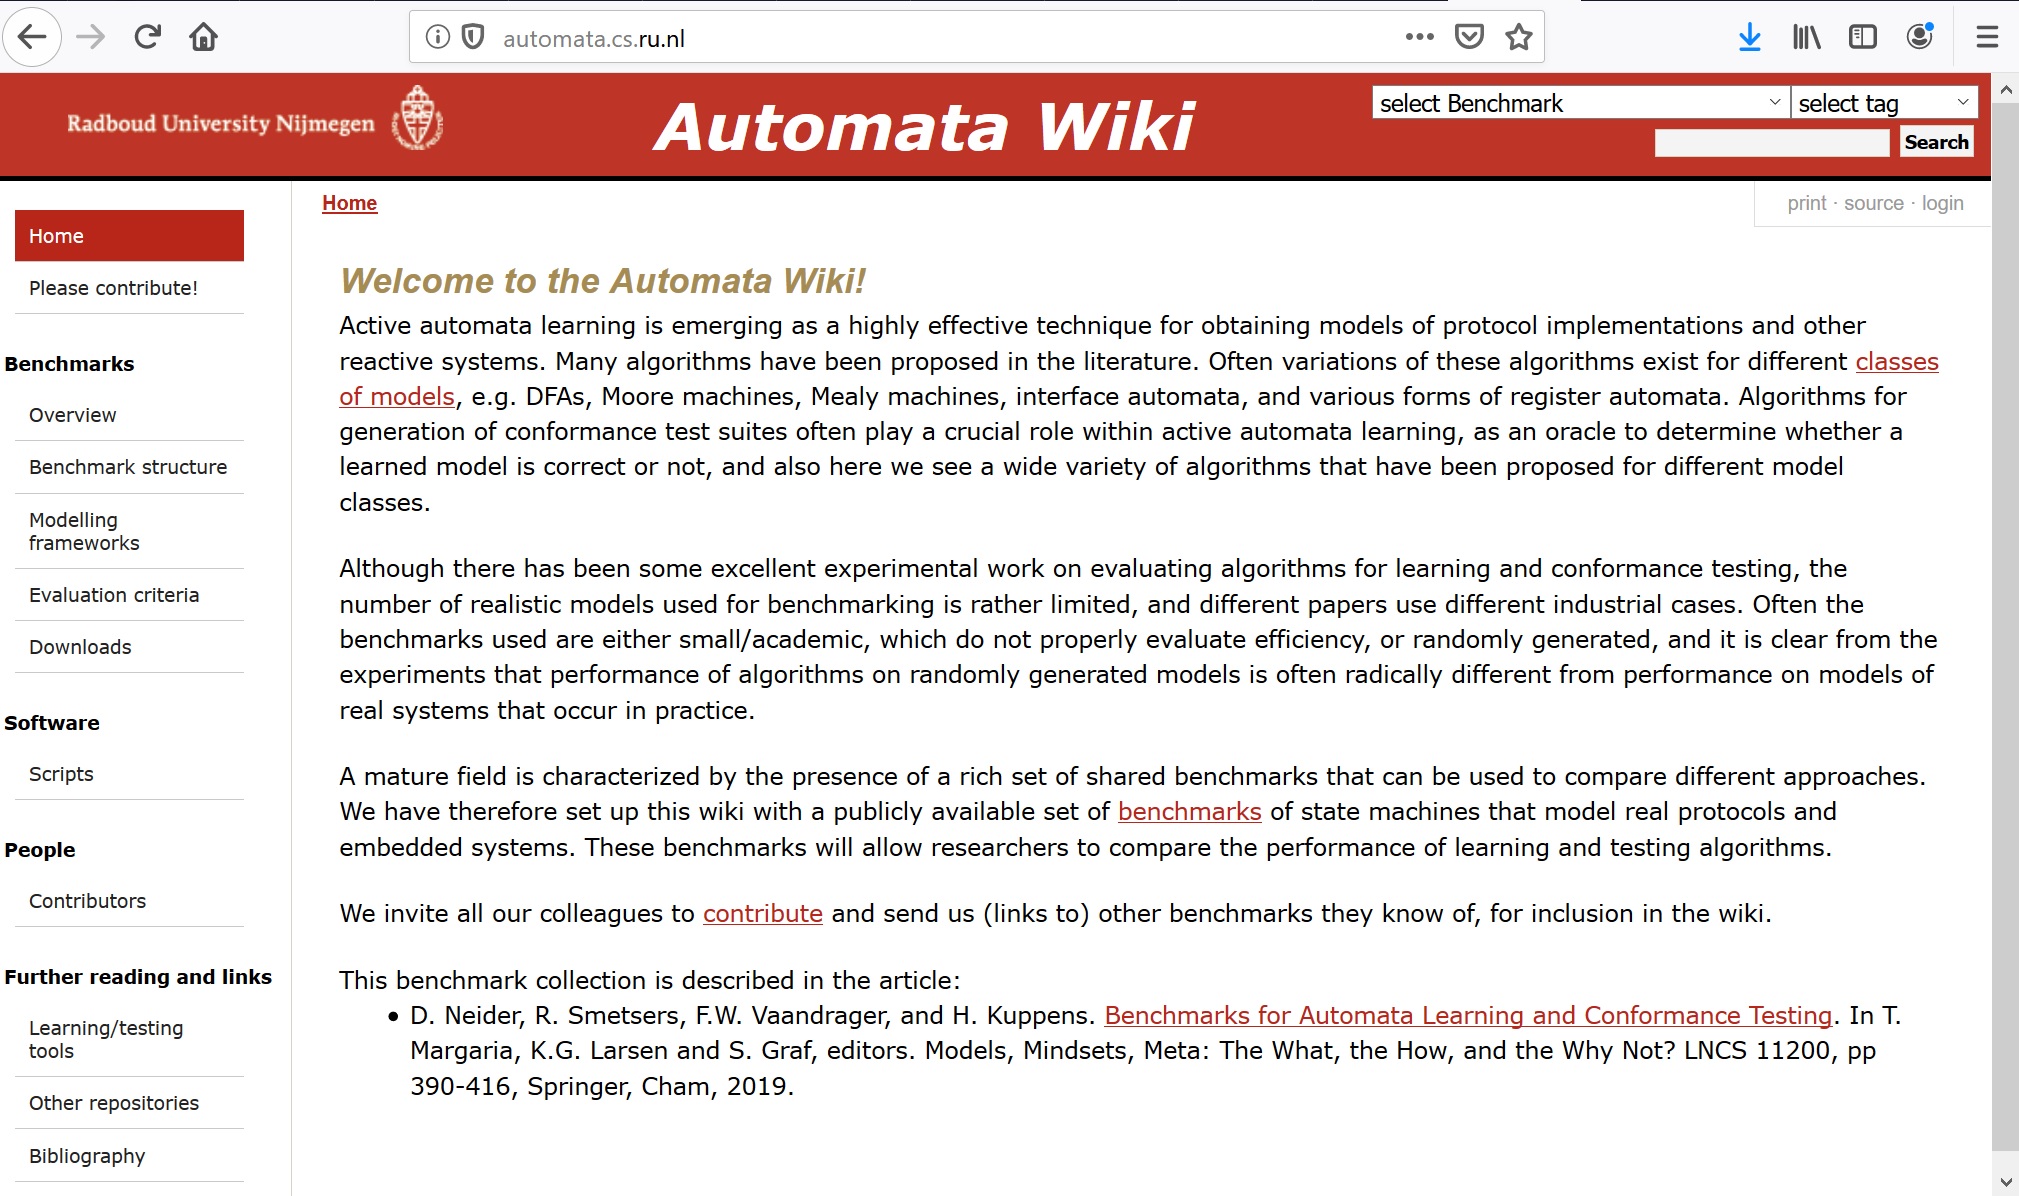 automata.cs.ru.nl
Radboud University Nijmegen
Automata Wiki
select Benchmark
select tag
Search
Home
Please contribute!
Benchmarks
Overview
Benchmark structure
Modelling
frameworks
Evaluation criteria
Downloads
Software
Scripts
People
Contributors
Further reading and links
Learning/testing
tools
Other repositories
Bibliography
Home
print · source · login
Welcome to the Automata Wiki!
Active automata learning is emerging as a highly effective technique for obtaining models of protocol implementations and other
reactive systems. Many algorithms have been proposed in the literature. Often variations of these algorithms exist for different classes
of models, e.g. DFAs, Moore machines, Mealy machines, interface automata, and various forms of register automata. Algorithms for
generation of conformance test suites often play a crucial role within active automata learning, as an oracle to determine whether a
learned model is correct or not, and also here we see a wide variety of algorithms that have been proposed for different model
classes.
Although there has been some excellent experimental work on evaluating algorithms for learning and conformance testing, the
number of realistic models used for benchmarking is rather limited, and different papers use different industrial cases. Often the
benchmarks used are either small/academic, which do not properly evaluate efficiency, or randomly generated, and it is clear from the
experiments that performance of algorithms on randomly generated models is often radically different from performance on models of
real systems that occur in practice.
A mature field is characterized by the presence of a rich set of shared benchmarks that can be used to compare different approaches.
We have therefore set up this wiki with a publicly available set of benchmarks of state machines that model real protocols and
embedded systems. These benchmarks will allow researchers to compare the performance of learning and testing algorithms.
We invite all our colleagues to contribute and send us (links to) other benchmarks they know of, for inclusion in the wiki.
This benchmark collection is described in the article:
• D. Neider, R. Smetsers, F.W. Vaandrager, and H. Kuppens. Benchmarks for Automata Learning and Conformance Testing. In T.
Margaria, K.G. Larsen and S. Graf, editors. Models, Mindsets, Meta: The What, the How, and the Why Not? LNCS 11200, pp
390-416, Springer, Cham, 2019.